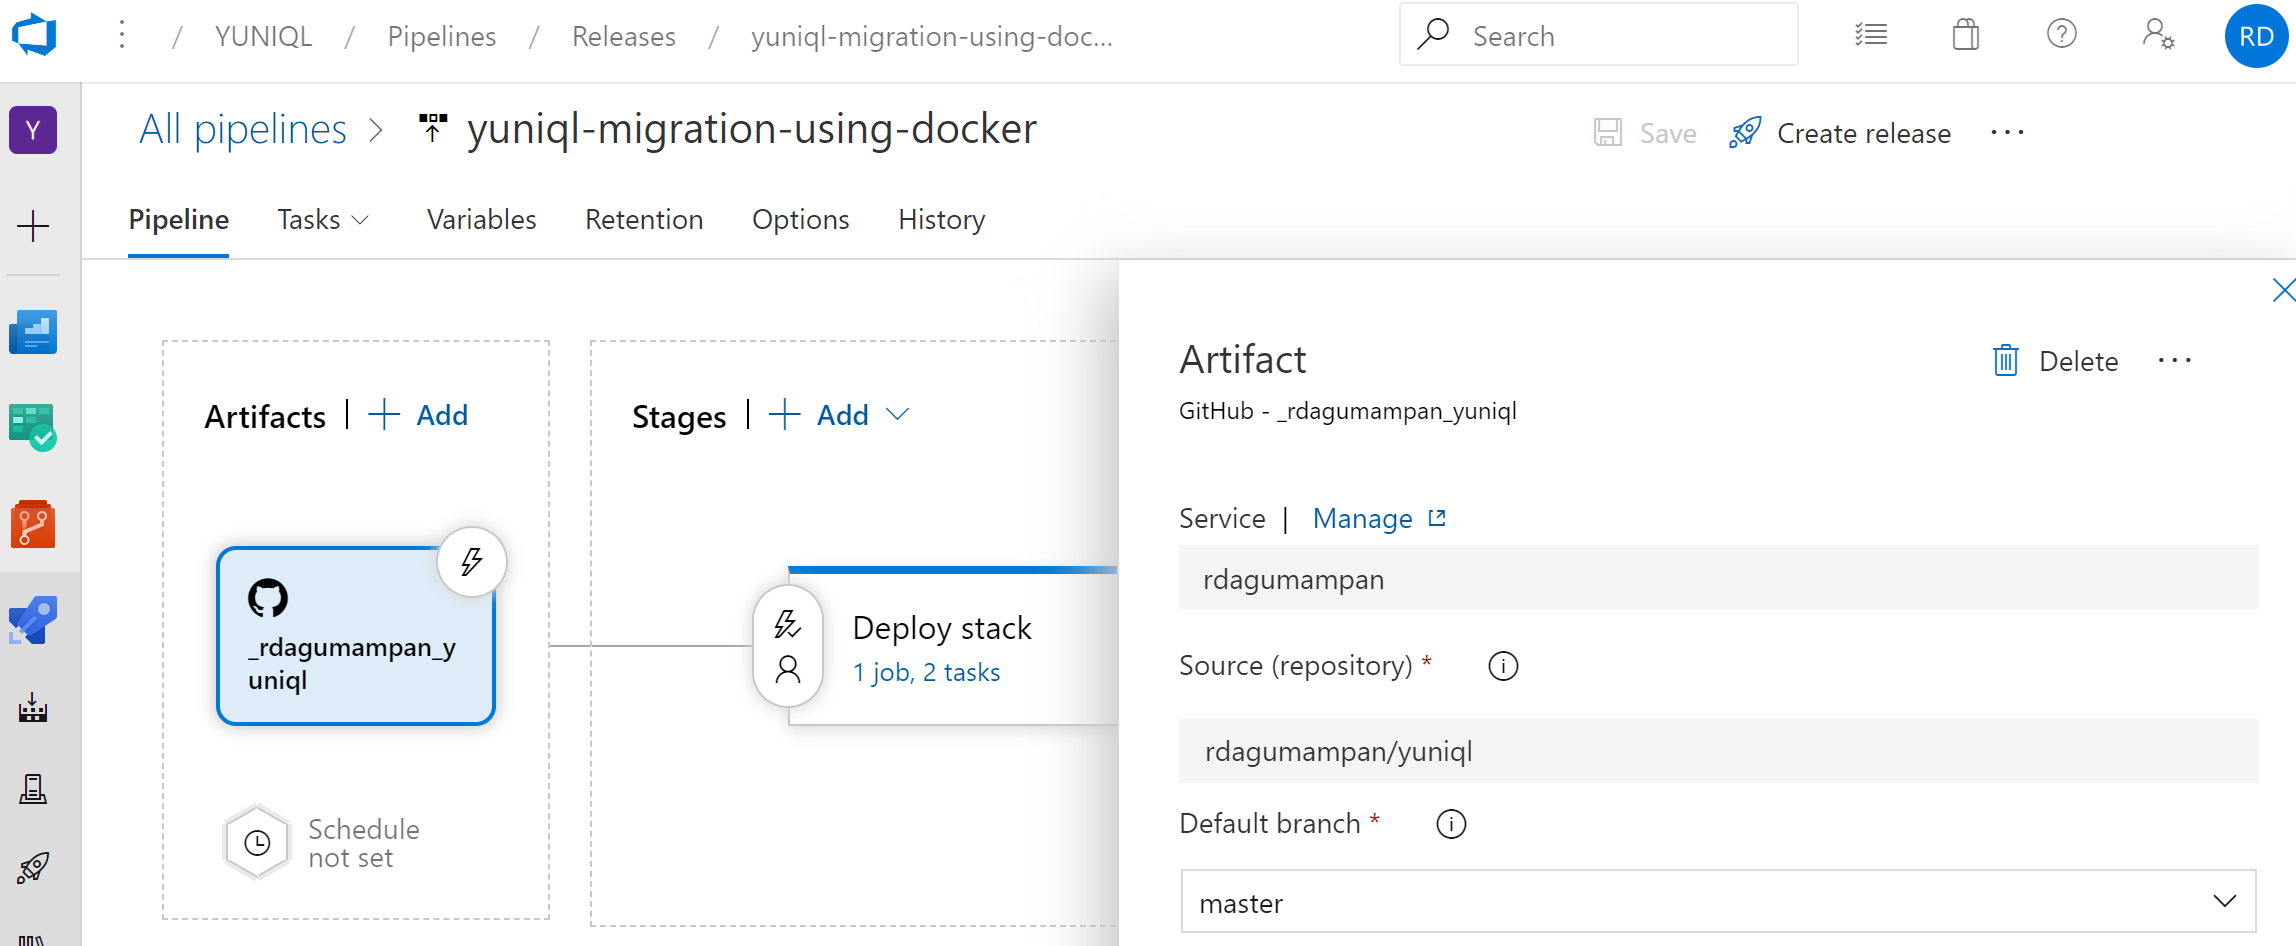 / YUNIQL / Pipelines / Releases / yuniql-migration-using-doc...
Search
RD
Y
All pipelines > yuniql-migration-using-docker
Save
Create release
...
Pipeline
Tasks
Variables
Retention
Options
History
Artifacts | + Add
Stages | + Add
_rdagumampan_y
uniql
Deploy stack
1 job, 2 tasks
Schedule
not set
Artifact
Delete
...
GitHub - _rdagumampan_yuniql
Service | Manage
rdagumampan
Source (repository) *
rdagumampan/yuniql
Default branch *
master